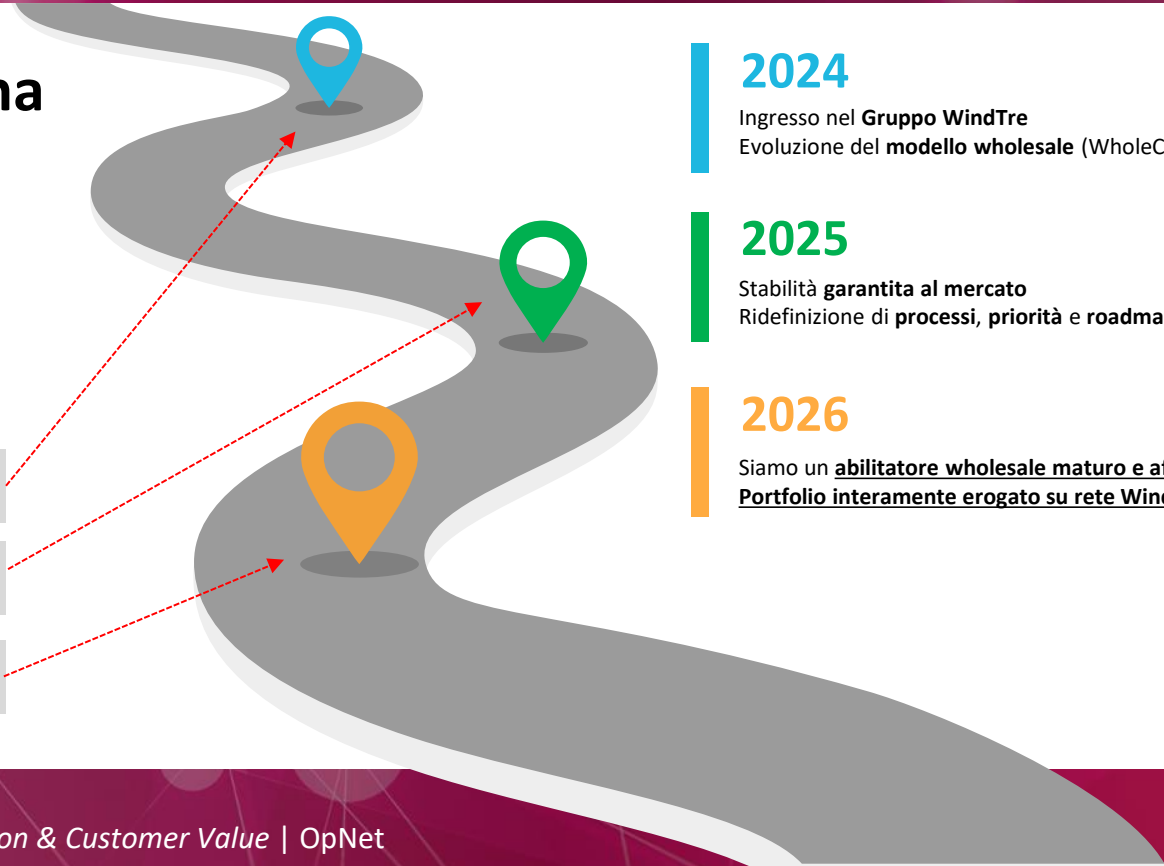 na
2024
Ingresso nel Gruppo WindTre
Evoluzione del modello wholesale (WholeC
2025
Stabilità garantita al mercato
Ridefinizione di processi, priorità e roadma
2026
Siamo un abilitatore wholesale maturo e af
Portfolio interamente erogato su rete Wind
on & Customer Value | OpNet